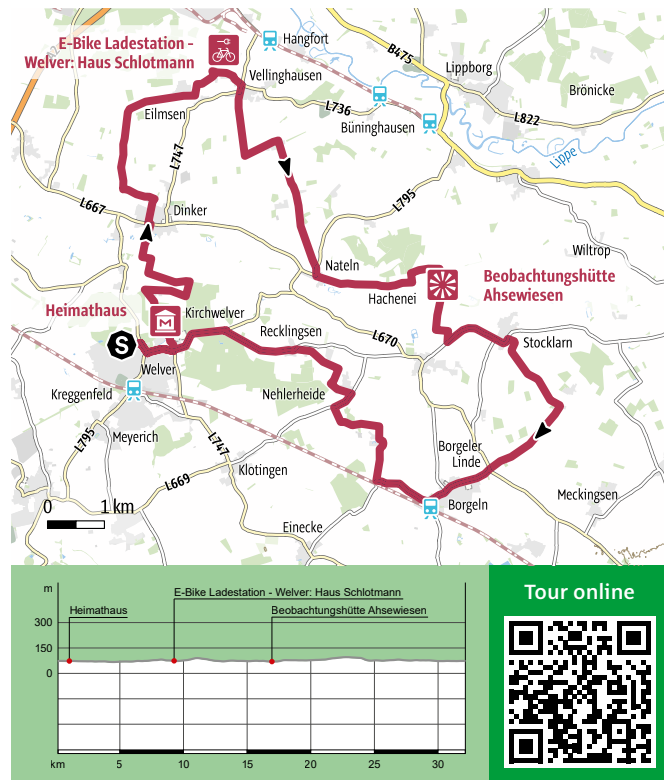 E-Bike Ladestation -
Welver: Haus Schlotmann
Hangfort
B475
Lippborg
Vellinghausen
Brönicke
Eilmsen
L736
Büninghausen
L822
Lippe
L747
L795
L667
Dinker
Wiltrop
Nateln
Beobachtungshütte
Ahsewiesen
Hachenei
Heimathaus
M
Kirchwelver
Recklingsen
L670
Stocklarn
S
Welver
Kreggenfeld
Nehlerheide
L795
Meyerich
L747
Borgeler
Linde
L669
Klotingen
Meckingsen
0 1 km
Borgeln
Einecke
m
E-Bike Ladestation - Welver: Haus Schlotmann
Heimathaus
Beobachtungshütte Ahsewiesen
300
150
0
km 5 10 15 20 25 30
Tour online